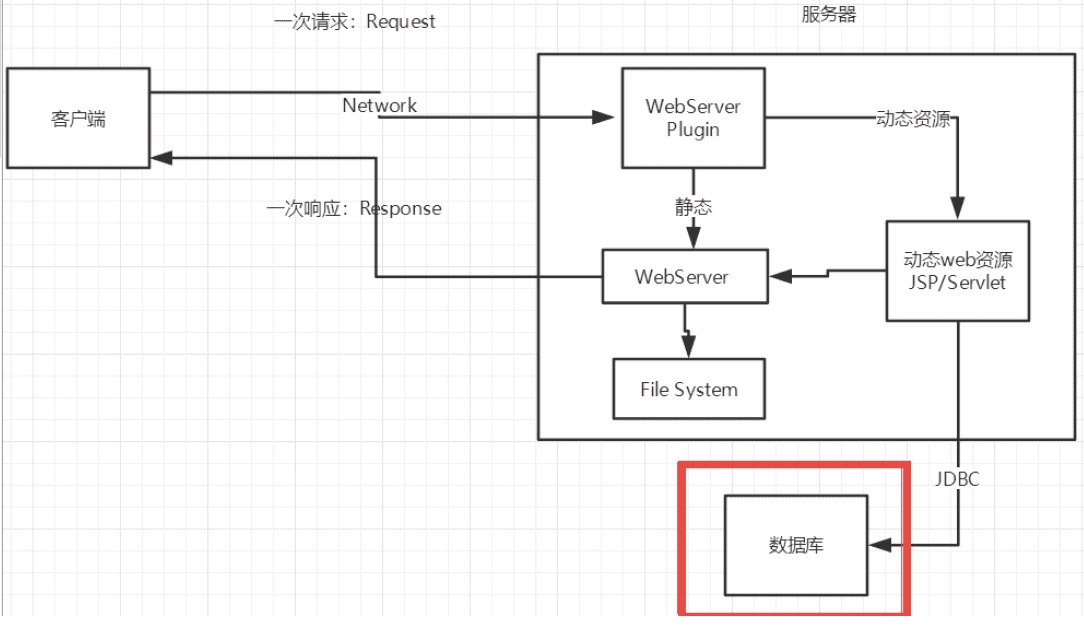 一次请求：Request
服务器
客户端
Network
WebServer
Plugin
动态资源
一次响应：Response
静态
WebServer
动态web资源
JSP/Servlet
File System
JDBC
数据库